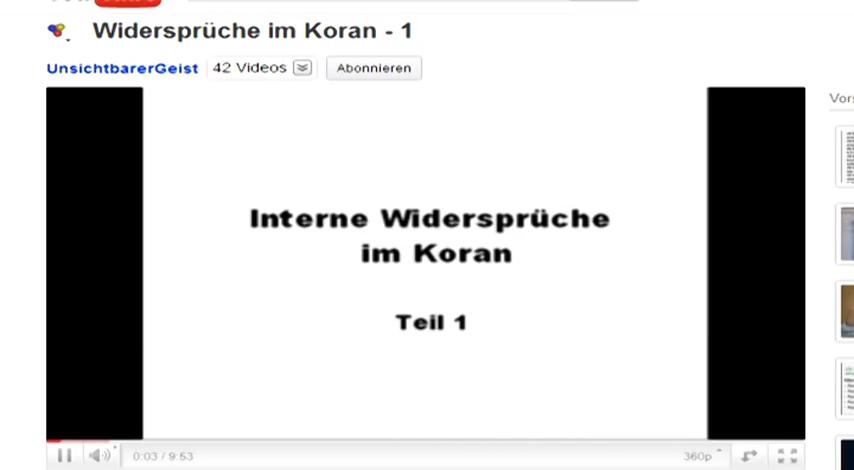 Widersprüche im Koran - 1
UnsichtbarerGeist 42 Videos Abonnieren
Vor
Interne Widersprüche
im Koran
Teil 1
0:03 / 9:53 360p